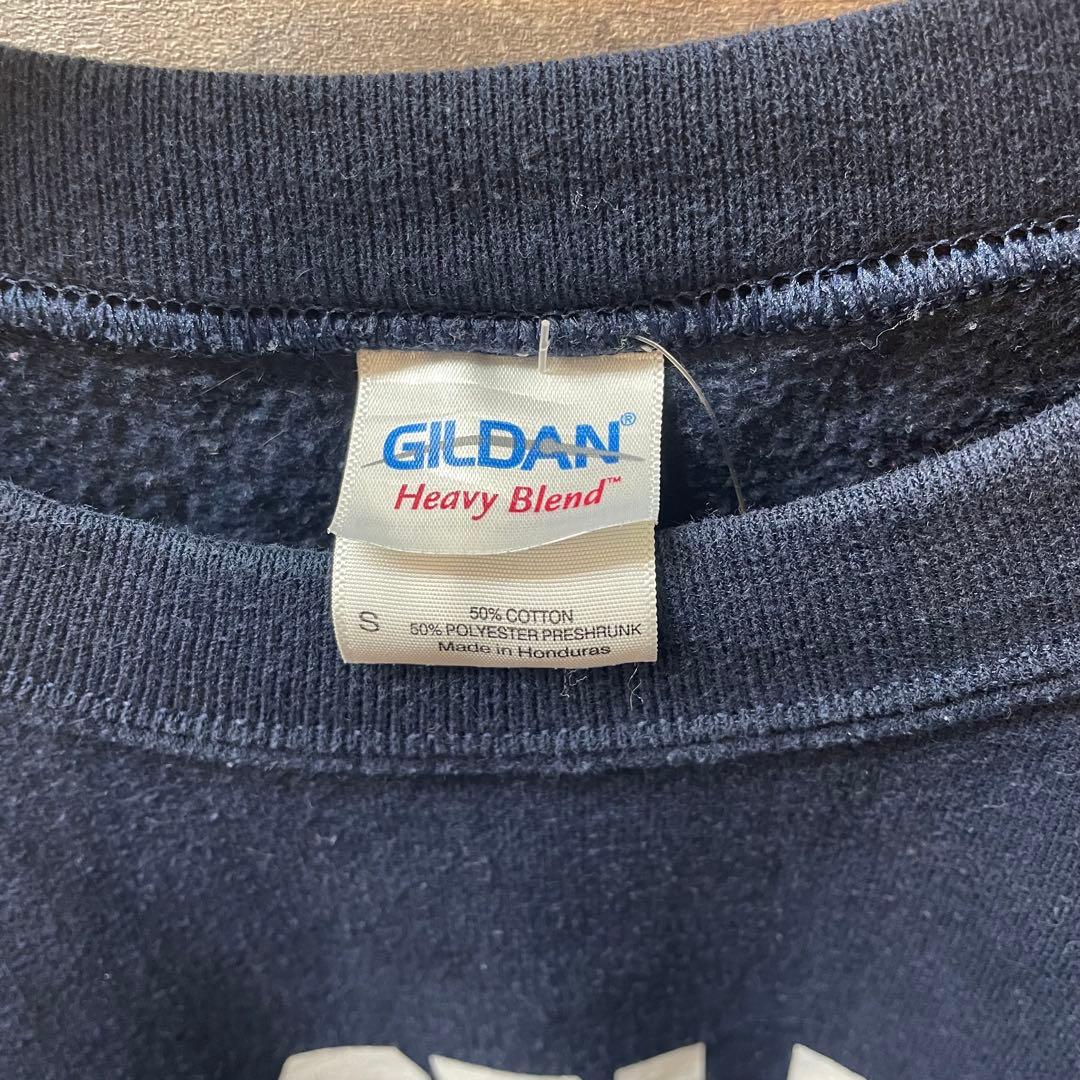 GILDAN®
Heavy Blend™
S
50% COTTON
50% POLYESTER PRESHRUNK
Made in Honduras